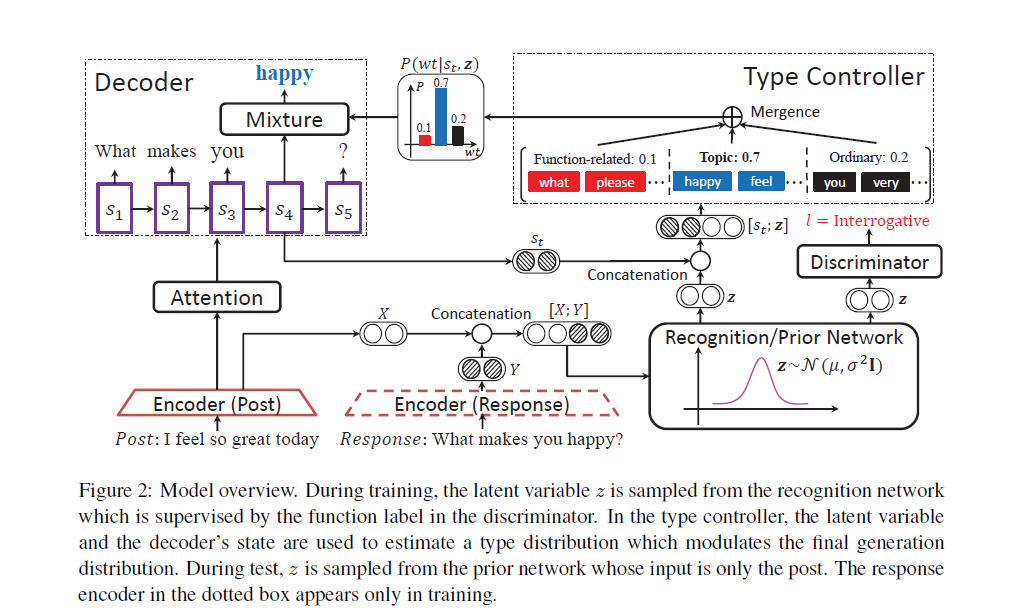 Decoder
happy
Mixture
What makes you ?
s1 s2 s3 s4 s5
P(wt|st, z)
P
0.7
0.1
0.2
wt
Type Controller
Mergence
Function-related: 0.1
Topic: 0.7
Ordinary: 0.2
what please ...
happy feel ...
you very ...
[st; z]
l = Interrogative
st
Concatenation
Discriminator
z
z
Attention
X
Concatenation
[X; Y]
Y
Recognition/Prior Network
z~N(μ, σ²I)
Encoder (Post)
Encoder (Response)
Post: I feel so great today
Response: What makes you happy?
Figure 2: Model overview. During training, the latent variable z is sampled from the recognition network
which is supervised by the function label in the discriminator. In the type controller, the latent variable
and the decoder's state are used to estimate a type distribution which modulates the final generation
distribution. During test, z is sampled from the prior network whose input is only the post. The response
encoder in the dotted box appears only in training.